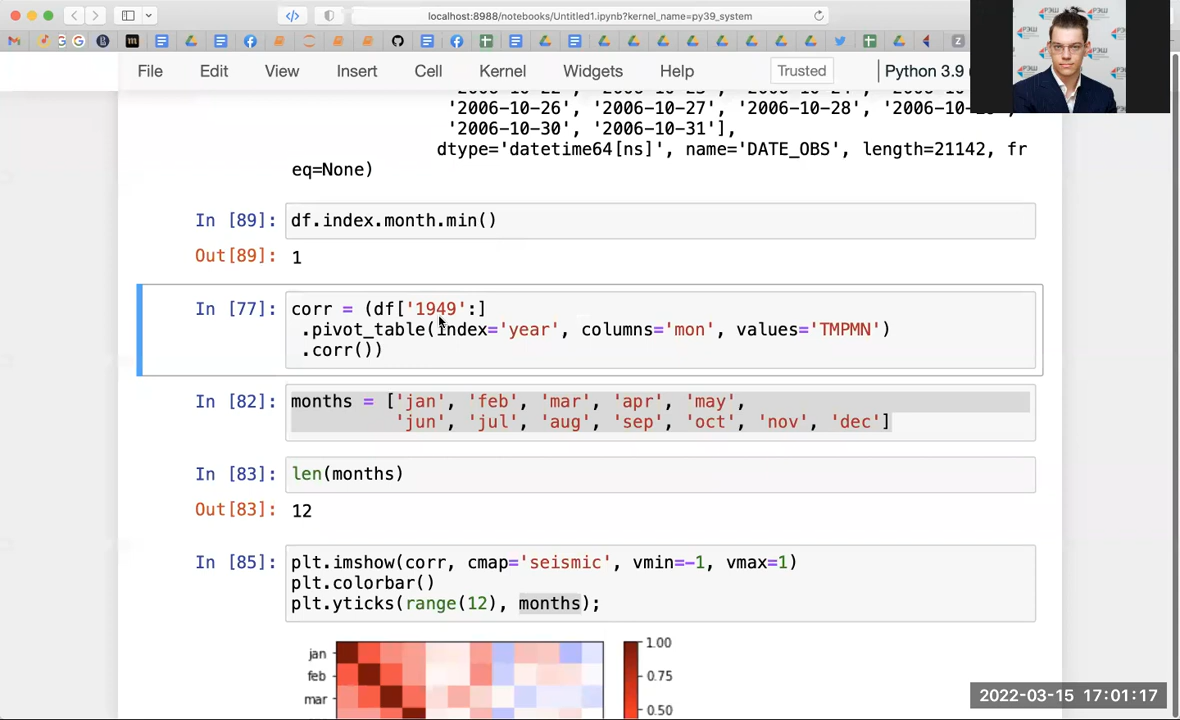 localhost:8988/notebooks/Untitled1.ipynb?kernel_name=py39_system
File Edit View Insert Cell Kernel Widgets Help Trusted Python 3.9
'2006-10-26', '2006-10-27', '2006-10-28',
'2006-10-30', '2006-10-31'],
dtype='datetime64[ns]', name='DATE_OBS', length=21142, fr
eq=None)
In [89]: df.index.month.min()
Out[89]: 1
In [77]: corr = (df['1949':]
.pivot_table(index='year', columns='mon', values='TMPMN')
.corr())
In [82]: months = ['jan', 'feb', 'mar', 'apr', 'may',
'jun', 'jul', 'aug', 'sep', 'oct', 'nov', 'dec']
In [83]: len(months)
Out[83]: 12
In [85]: plt.imshow(corr, cmap='seismic', vmin=-1, vmax=1)
plt.colorbar()
plt.yticks(range(12), months);
jan
feb
mar
1.00
0.75
0.50
РЭШ
2022-03-15 17:01:17